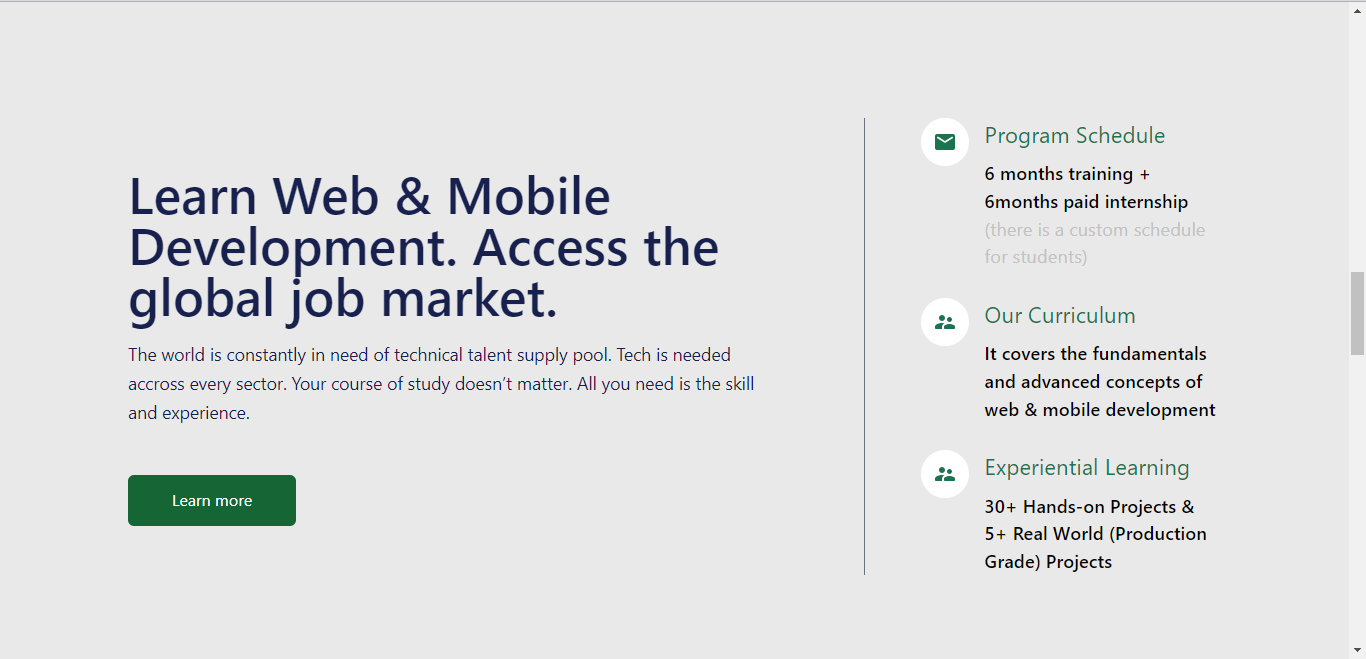 Learn Web & Mobile
Development. Access the
global job market.
The world is constantly in need of technical talent supply pool. Tech is needed
accross every sector. Your course of study doesn’t matter. All you need is the skill
and experience.
Learn more
Program Schedule
6 months training +
6months paid internship
(there is a custom schedule
for students)
Our Curriculum
It covers the fundamentals
and advanced concepts of
web & mobile development
Experiential Learning
30+ Hands-on Projects &
5+ Real World (Production
Grade) Projects